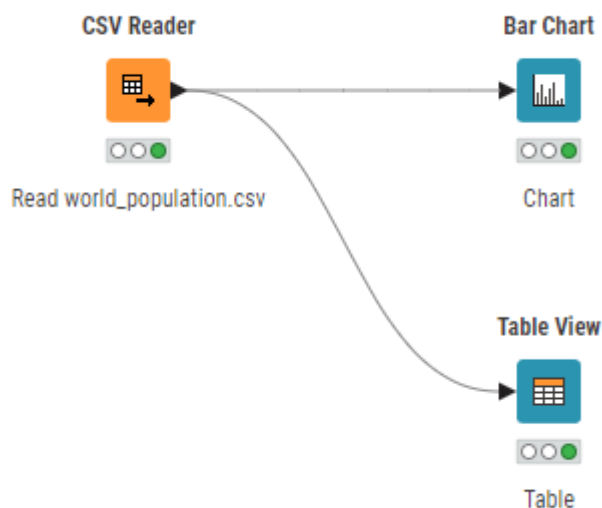 CSV Reader
Bar Chart
Read world_population.csv
Chart
Table View
Table